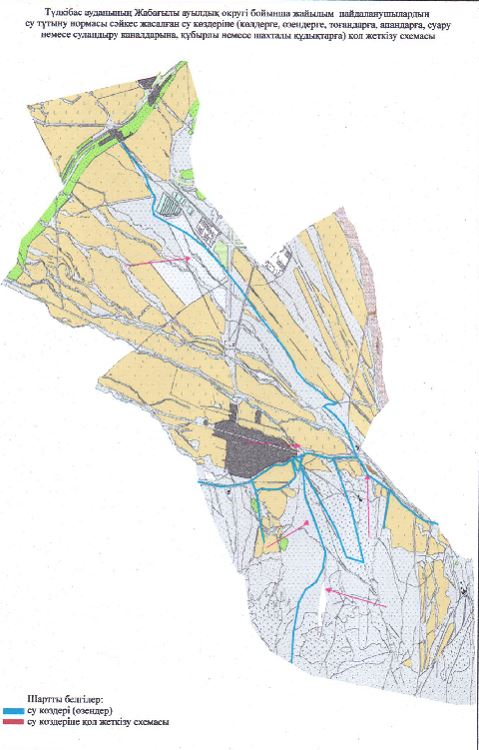 Түлкібас ауданының Жабағылы ауылдық округі бойынша жайылым пайдаланушылардын
су тұтыну нормасы сәйкес жасалған су көздеріне (көлдерге, өзендерге, тоғандарға, апандарға, суару
немесе суландыру каналдарына, құбырлы немесе шахталы құдықтарға) қол жеткізу схемасы
Шартты белгілер:
су көздері (өзендер)
су көздеріне қол жеткізу схемасы